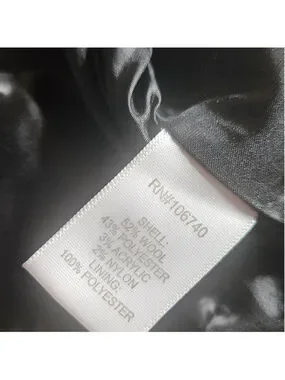 RN#106740
SHELL:
52% WOOL
43% POLYESTER
3% ACRYLIC
2% NYLON
LINING:
100% POLYESTER